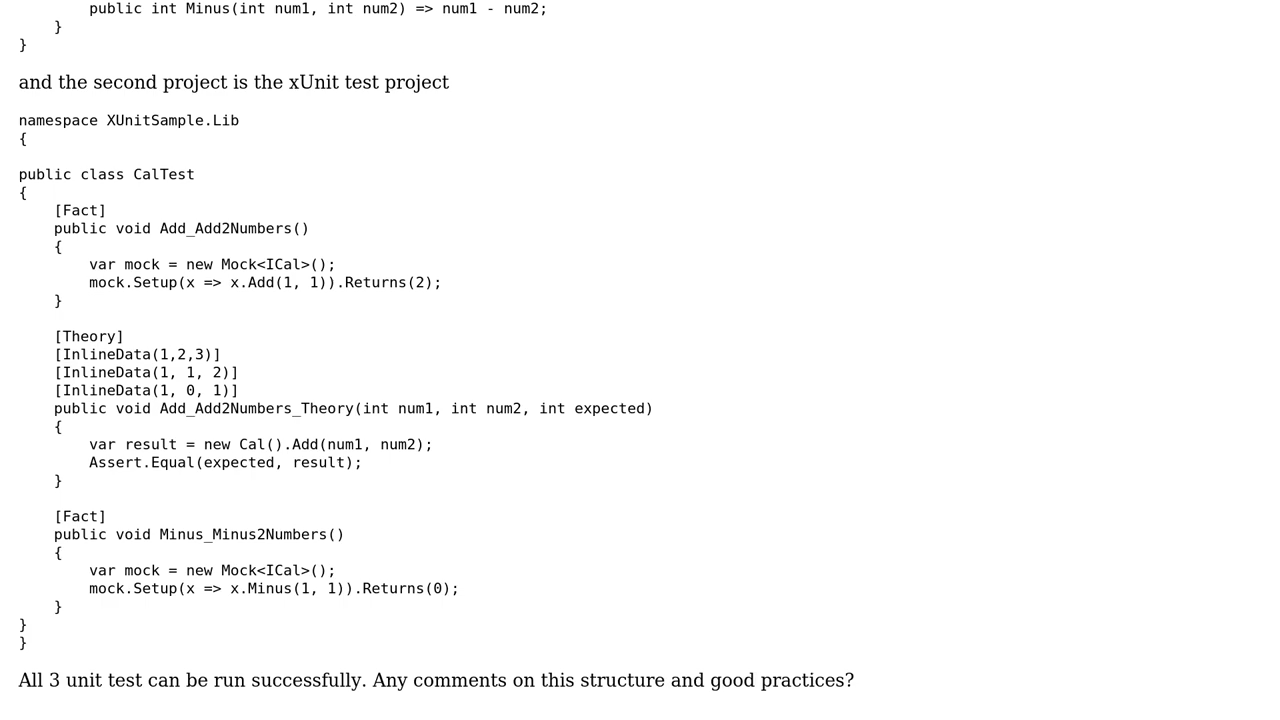 public int Minus(int num1, int num2) => num1 - num2;
    }
}
and the second project is the xUnit test project
namespace XUnitSample.Lib
{
public class CalTest
{
    [Fact]
    public void Add_Add2Numbers()
    {
        var mock = new Mock<ICal>();
        mock.Setup(x => x.Add(1, 1)).Returns(2);
    }
    [Theory]
    [InlineData(1,2,3)]
    [InlineData(1, 1, 2)]
    [InlineData(1, 0, 1)]
    public void Add_Add2Numbers_Theory(int num1, int num2, int expected)
    {
        var result = new Cal().Add(num1, num2);
        Assert.Equal(expected, result);
    }
    [Fact]
    public void Minus_Minus2Numbers()
    {
        var mock = new Mock<ICal>();
        mock.Setup(x => x.Minus(1, 1)).Returns(0);
    }
}
}
All 3 unit test can be run successfully. Any comments on this structure and good practices?